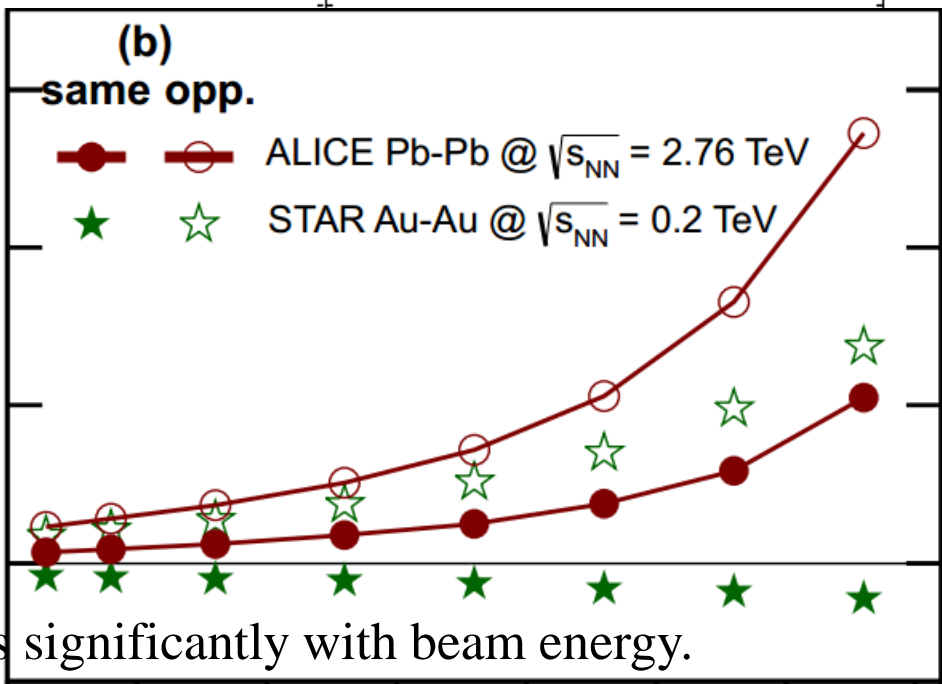 (b)
same opp.
ALICE Pb-Pb @ √sNN = 2.76 TeV
STAR Au-Au @ √sNN = 0.2 TeV
significantly with beam energy.